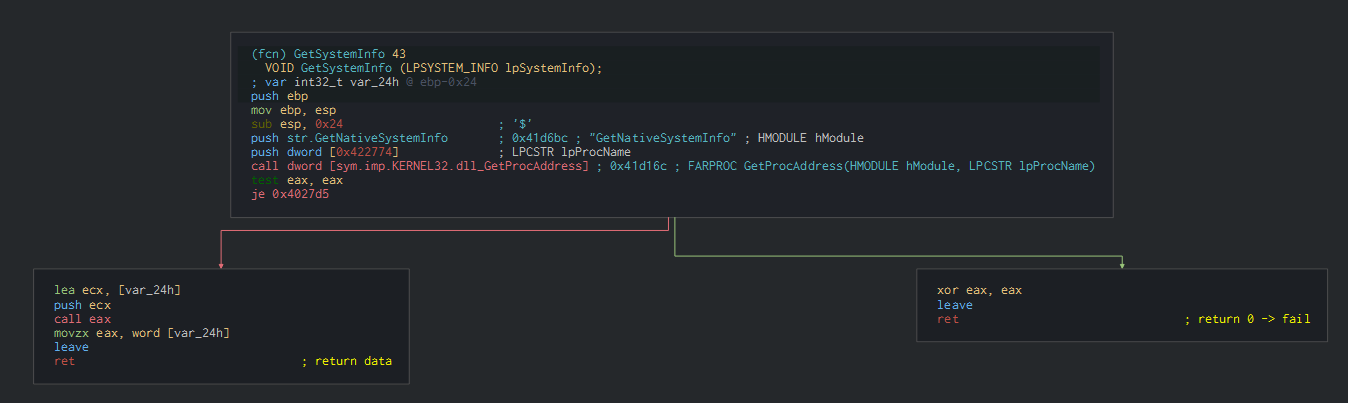 (fcn) GetSystemInfo 43
VOID GetSystemInfo (LPSYSTEM_INFO lpSystemInfo);
; var int32_t var_24h @ ebp-0x24
push ebp
mov ebp, esp
sub esp, 0x24 ; '$'
push str.GetNativeSystemInfo ; 0x41d6bc ; "GetNativeSystemInfo" ; HMODULE hModule
push dword [0x422774] ; LPCSTR lpProcName
call dword [sym.imp.KERNEL32.dll_GetProcAddress] ; 0x41d16c ; FARPROC GetProcAddress(HMODULE hModule, LPCSTR lpProcName)
test eax, eax
je 0x4027d5
lea ecx, [var_24h]
push ecx
call eax
movzx eax, word [var_24h]
leave
ret ; return data
xor eax, eax
leave
ret ; return 0 -> fail